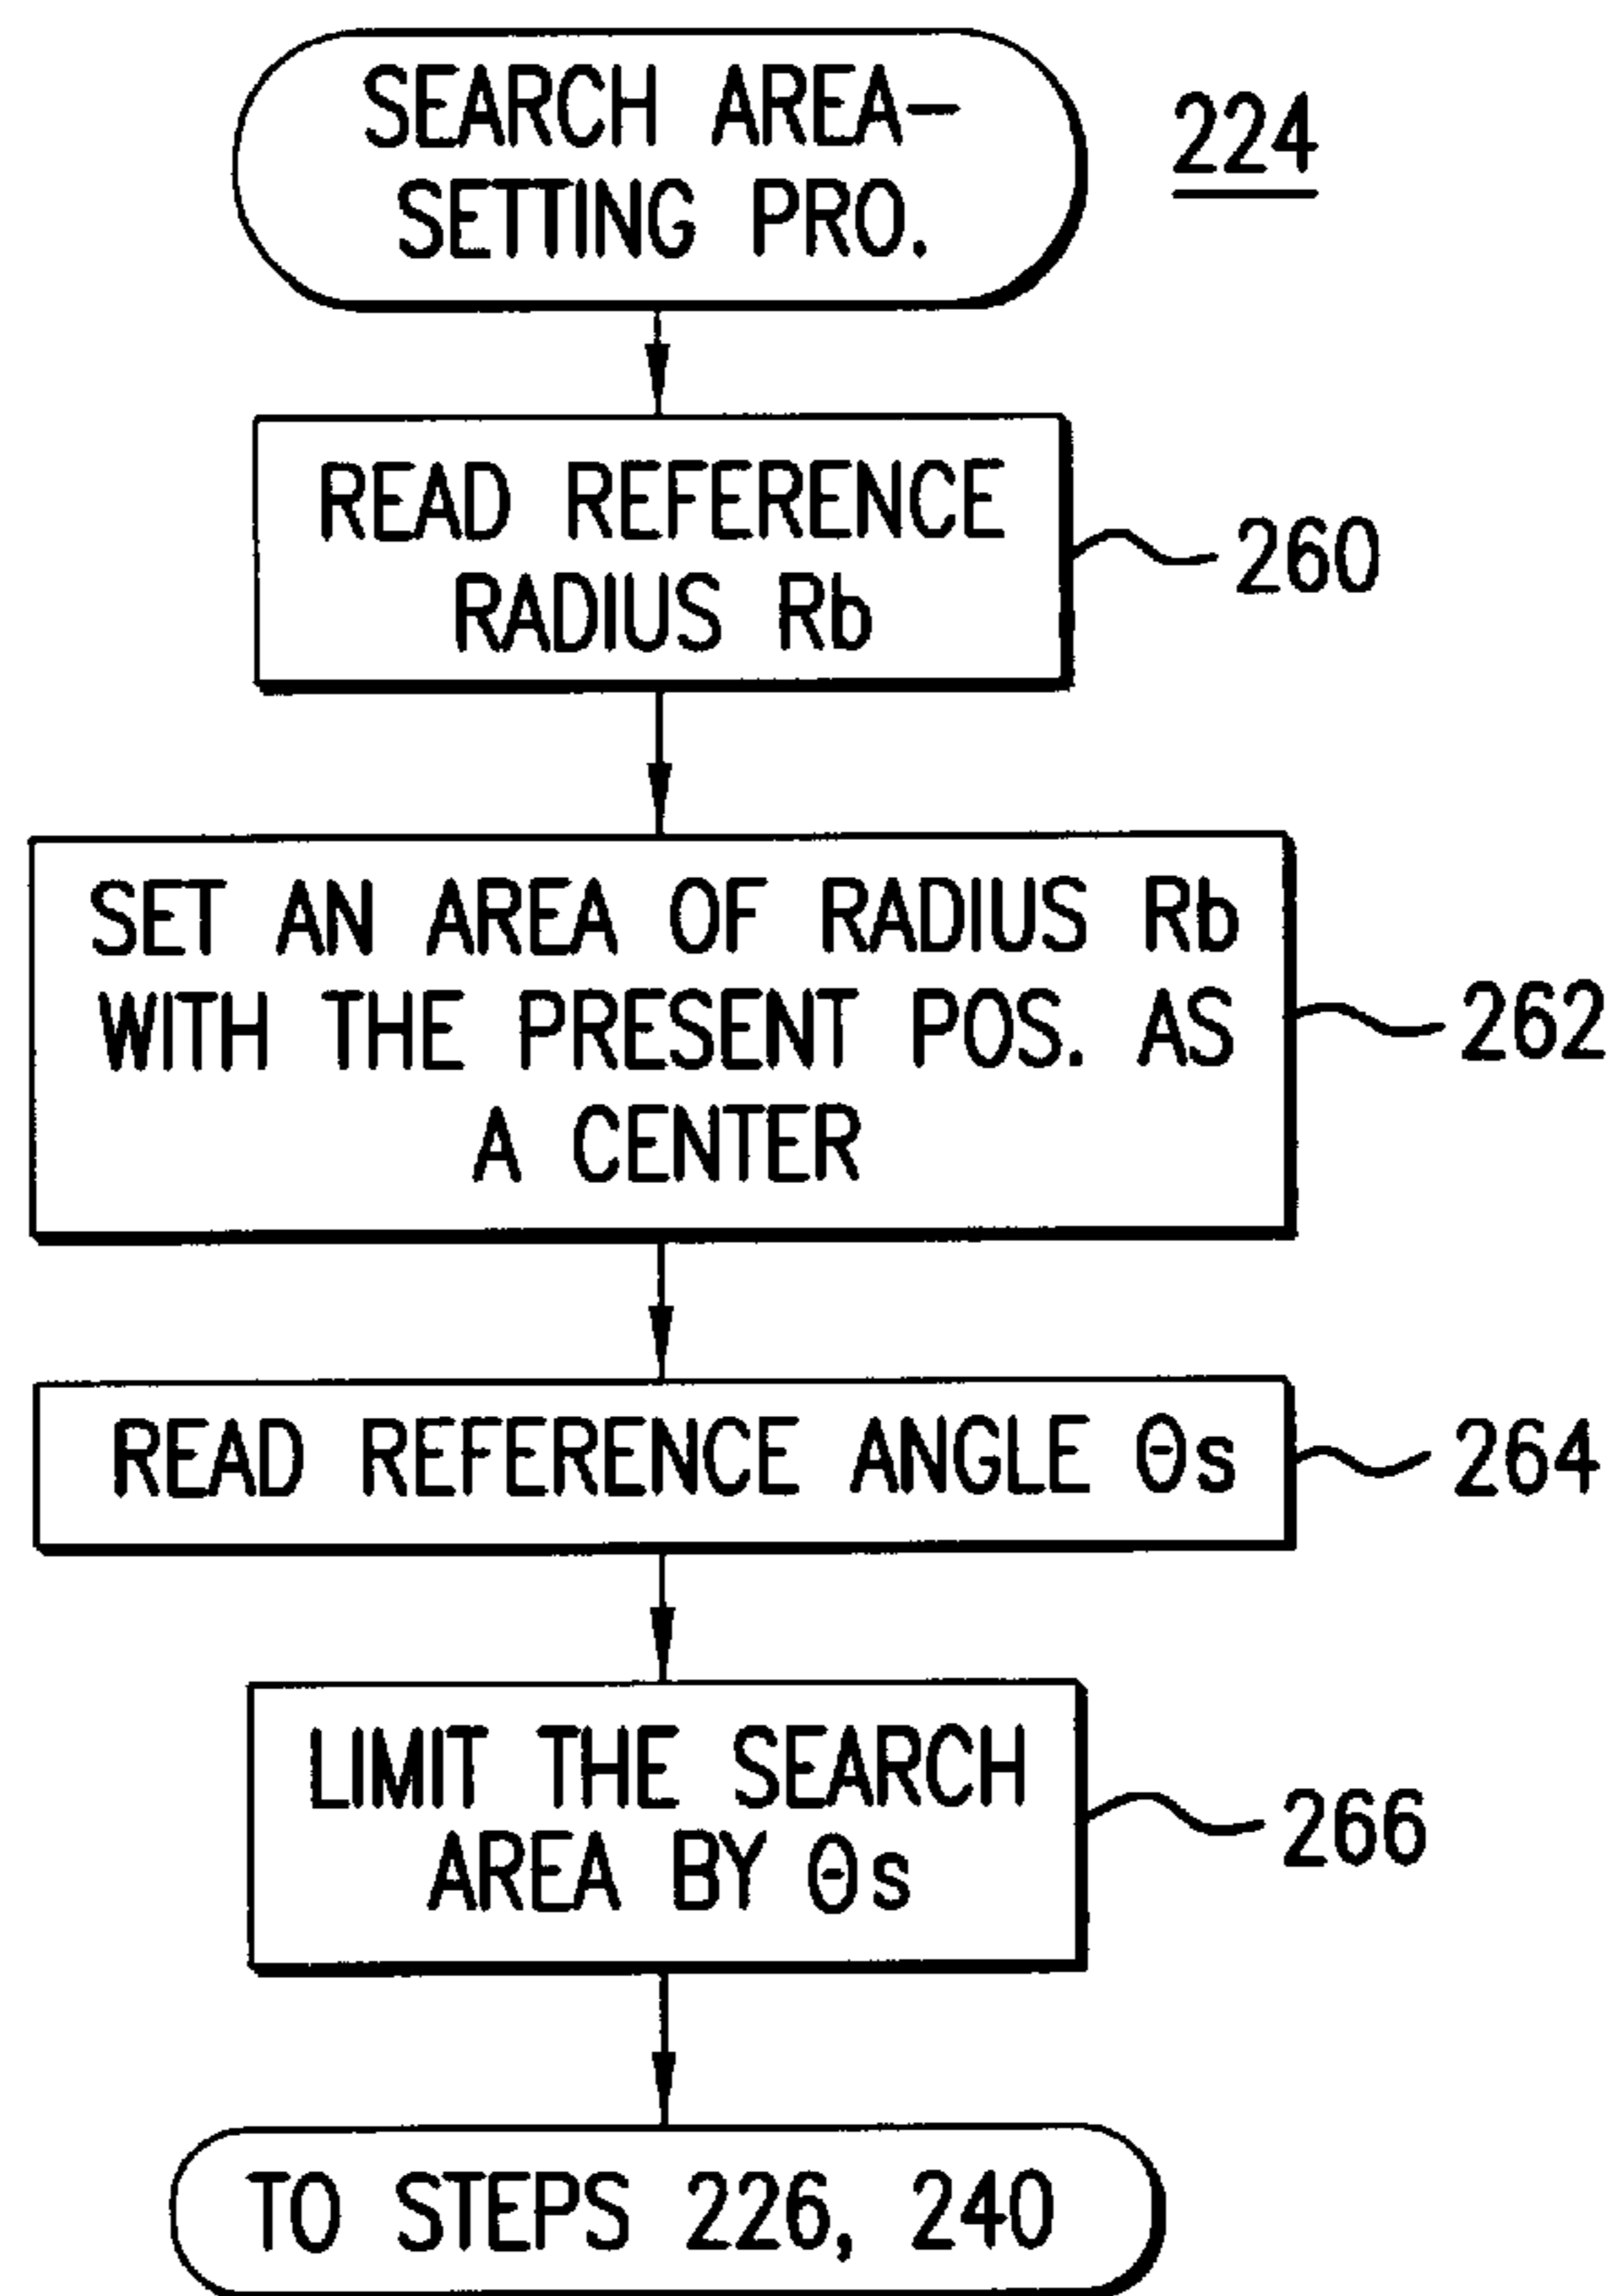 SEARCH AREA-
SETTING PRO.
224
READ REFERENCE
RADIUS Rb
260
SET AN AREA OF RADIUS Rb
WITH THE PRESENT POS. AS
A CENTER
262
READ REFERENCE ANGLE Θs
264
LIMIT THE SEARCH
AREA BY Θs
266
TO STEPS 226, 240